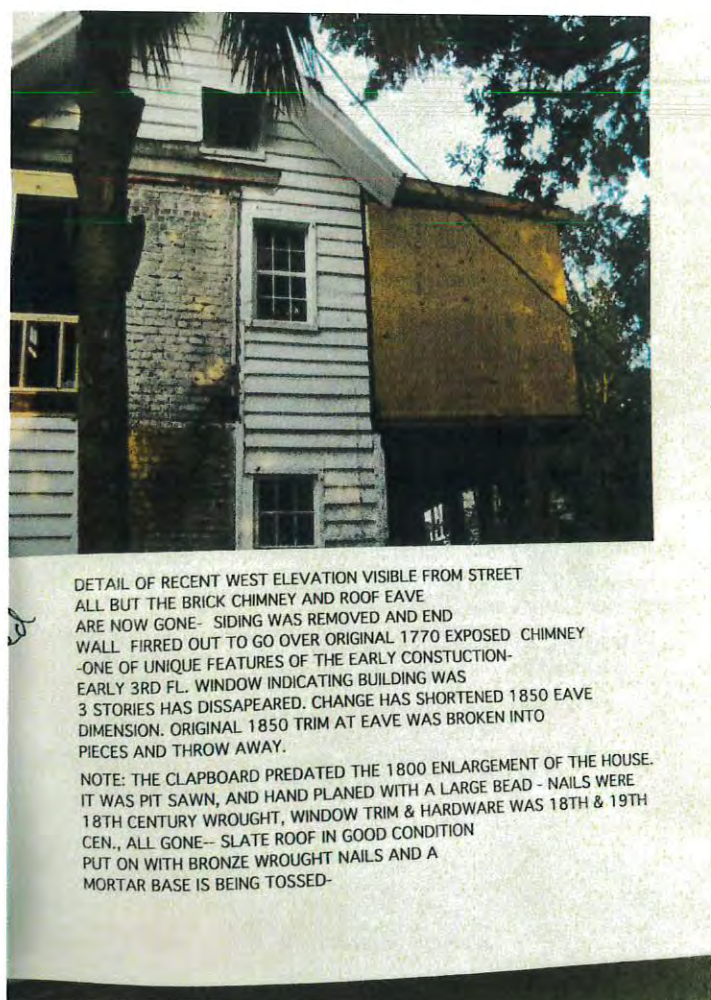 DETAIL OF RECENT WEST ELEVATION VISIBLE FROM STREET
ALL BUT THE BRICK CHIMNEY AND ROOF EAVE
ARE NOW GONE- SIDING WAS REMOVED AND END
WALL FIRRED OUT TO GO OVER ORIGINAL 1770 EXPOSED CHIMNEY
-ONE OF UNIQUE FEATURES OF THE EARLY CONSTUCTION-
EARLY 3RD FL. WINDOW INDICATING BUILDING WAS
3 STORIES HAS DISSAPEARED. CHANGE HAS SHORTENED 1850 EAVE
DIMENSION. ORIGINAL 1850 TRIM AT EAVE WAS BROKEN INTO
PIECES AND THROW AWAY.
NOTE: THE CLAPBOARD PREDATED THE 1800 ENLARGEMENT OF THE HOUSE.
IT WAS PIT SAWN, AND HAND PLANED WITH A LARGE BEAD - NAILS WERE
18TH CENTURY WROUGHT, WINDOW TRIM & HARDWARE WAS 18TH & 19TH
CEN., ALL GONE-- SLATE ROOF IN GOOD CONDITION
PUT ON WITH BRONZE WROUGHT NAILS AND A
MORTAR BASE IS BEING TOSSED-